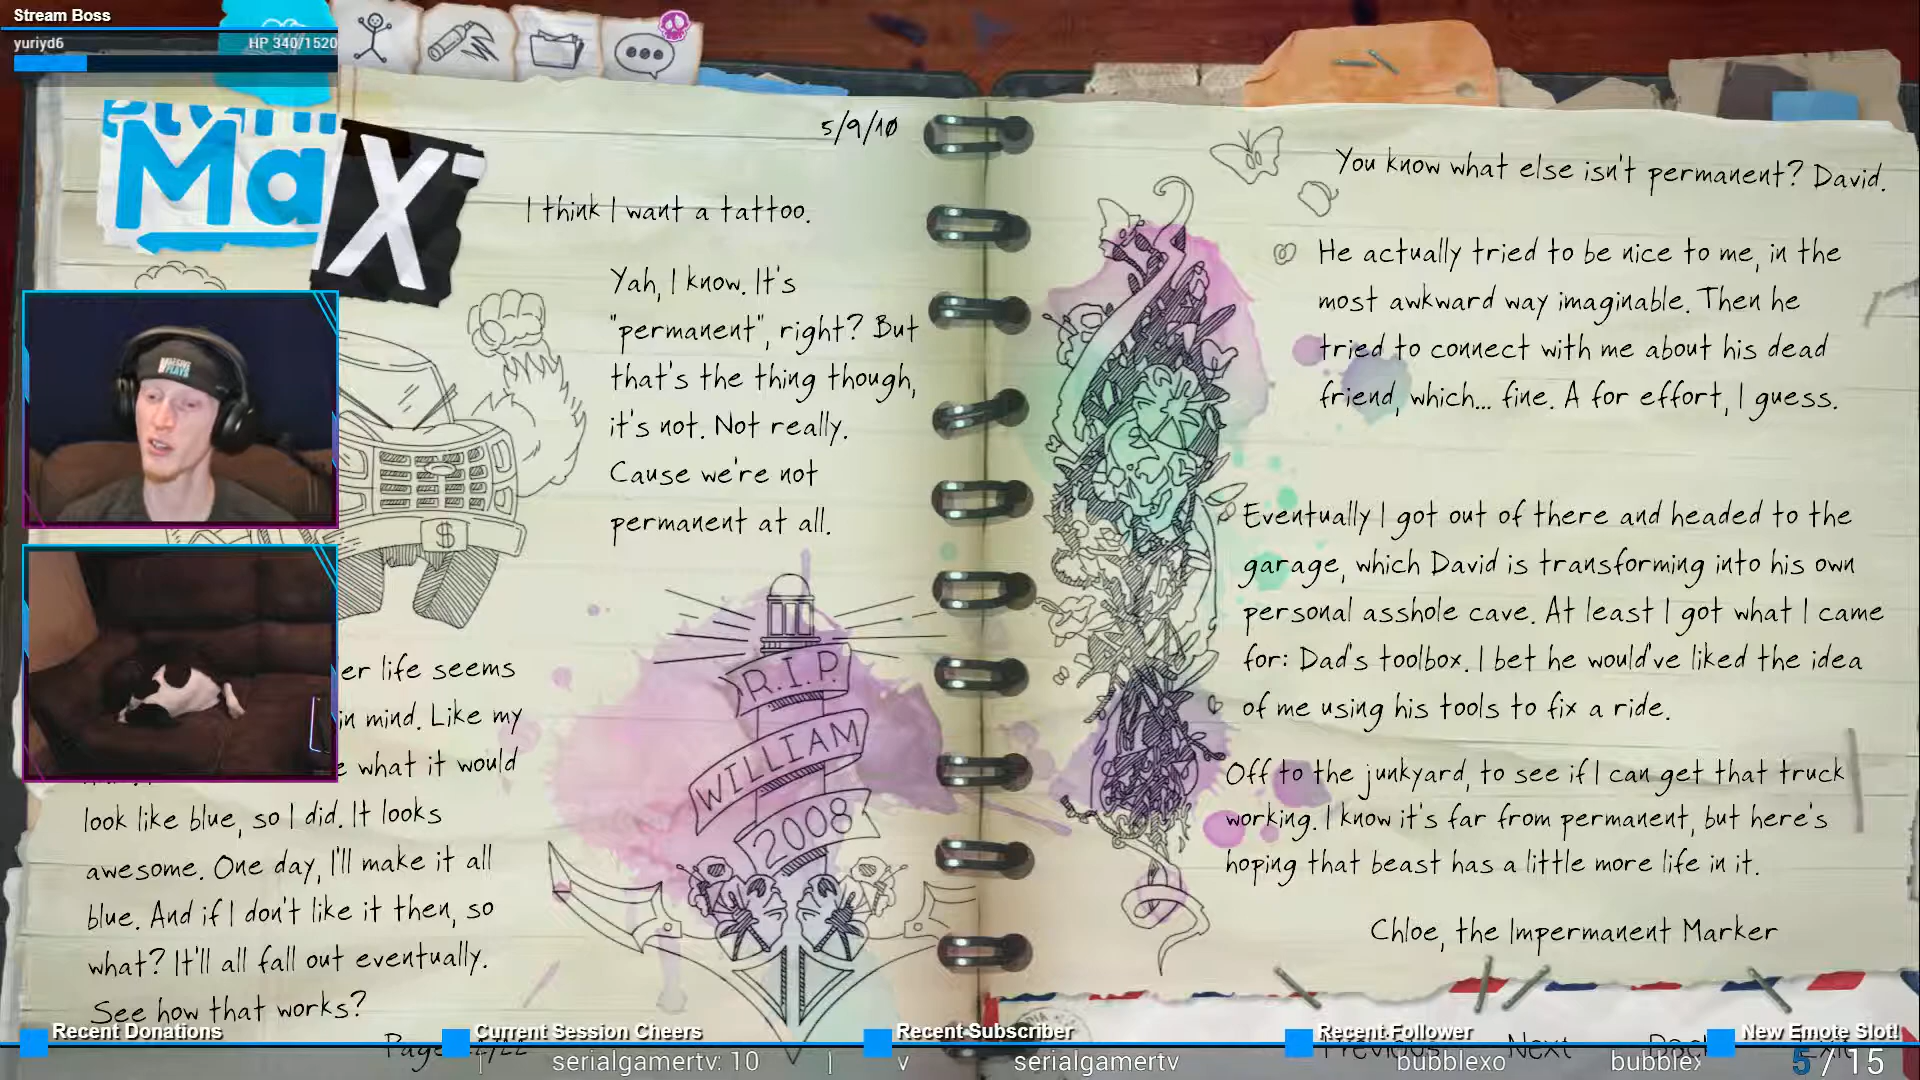 Stream Boss
yuriyd6
HP 340/1520
Ma
X
5/9/10
I think I want a tattoo.
Yah, I know. It's
"permanent", right? But
that's the thing though,
it's not. Not really.
Cause we're not
permanent at all.
$
er life seems
in mind. Like my
what it would
look like blue, so I did. It looks
awesome. One day, I'll make it all
blue. And if I don't like it then, so
what? It'll all fall out eventually.
See how that works?
R.I.P.
WILLIAM
2008
You know what else isn't permanent? David.
He actually tried to be nice to me, in the
most awkward way imaginable. Then he
tried to connect with me about his dead
friend, which... fine. A for effort, I guess.
Eventually I got out of there and headed to the
garage, which David is transforming into his own
personal asshole cave. At least I got what I came
for: Dad's toolbox. I bet he would've liked the idea
of me using his tools to fix a ride.
Off to the junkyard, to see if I can get that truck
working. I know it's far from permanent, but here's
hoping that beast has a little more life in it.
Chloe, the Impermanent Marker
Page
Previous Next Back Exit
Recent Donations
Current Session Cheers
Recent Subscriber
Recent Follower
New Emote Slot!
| serialgamertv: 10 | v serialgamertv bubblexo bubblex 5 / 15